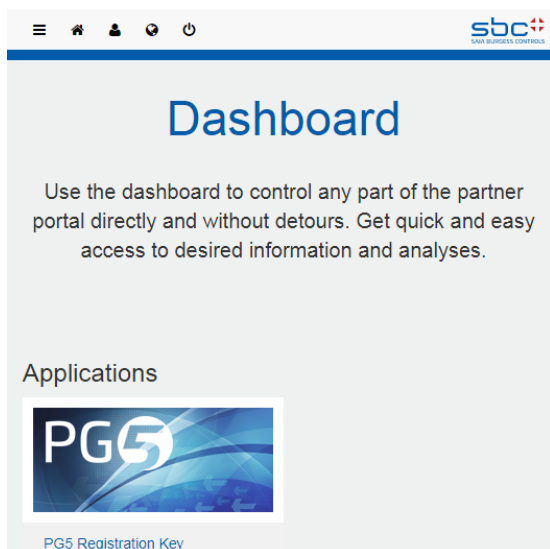 sbc
SAIA BURGESS CONTROLS
Dashboard
Use the dashboard to control any part of the partner
portal directly and without detours. Get quick and easy
access to desired information and analyses.
Applications
PG5
PG5 Registration Key